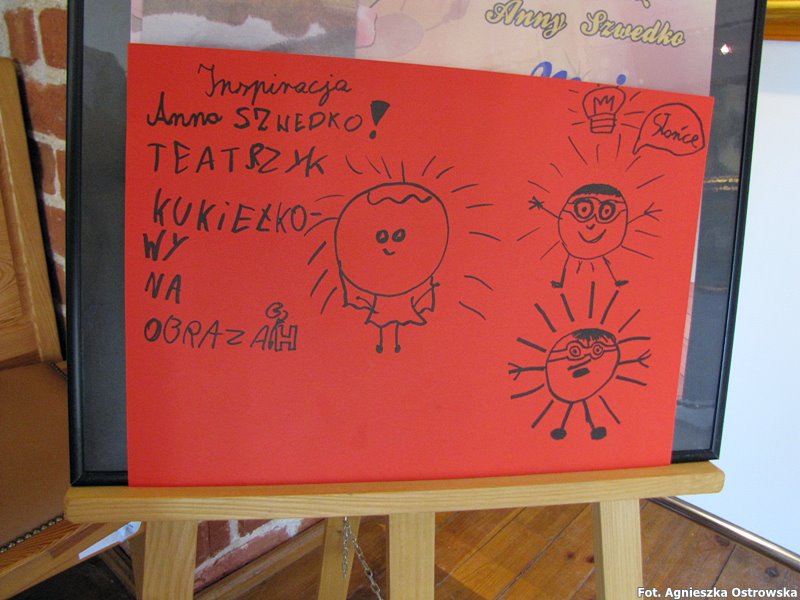 Anny Szwedko
Inspiracja
Anna SZWEDKO!
TEATRZYK
KUKIEŁKO-
WY
NA
OBRAZACH
Słońce
Fot. Agnieszka Ostrowska